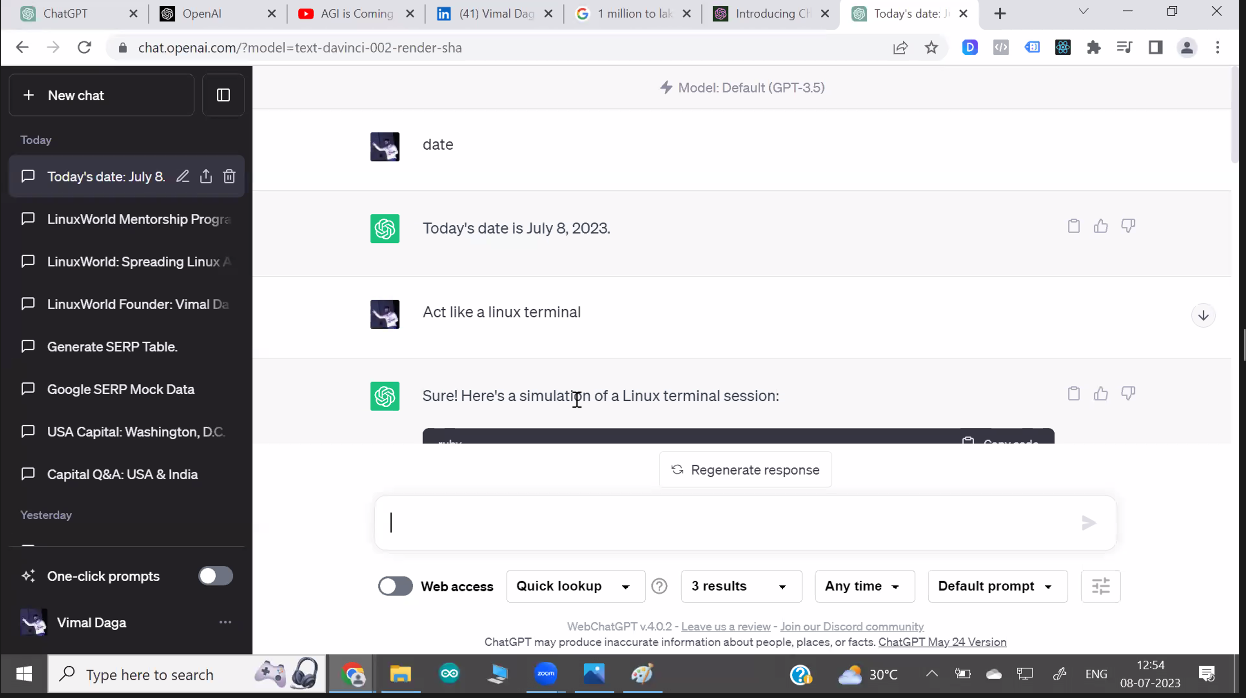 ChatGPT
OpenAI
AGI is Coming
(41) Vimal Dag
1 million to lak
Introducing C
Today's date: J
chat.openai.com/?model=text-davinci-002-render-sha
New chat
Today
Today's date: July 8.
LinuxWorld Mentorship Progra
LinuxWorld: Spreading Linux A
LinuxWorld Founder: Vimal Da
Generate SERP Table.
Google SERP Mock Data
USA Capital: Washington, D.C.
Capital Q&A: USA & India
Yesterday
One-click prompts
Vimal Daga
Model: Default (GPT-3.5)
date
Today's date is July 8, 2023.
Act like a linux terminal
Sure! Here's a simulation of a Linux terminal session:
ruby
Copy code
Regenerate response
Web access
Quick lookup
3 results
Any time
Default prompt
WebChatGPT v.4.0.2 - Leave us a review - Join our Discord community
ChatGPT may produce inaccurate information about people, places, or facts. ChatGPT May 24 Version
Type here to search
zoom
30°C
ENG
12:54
08-07-2023